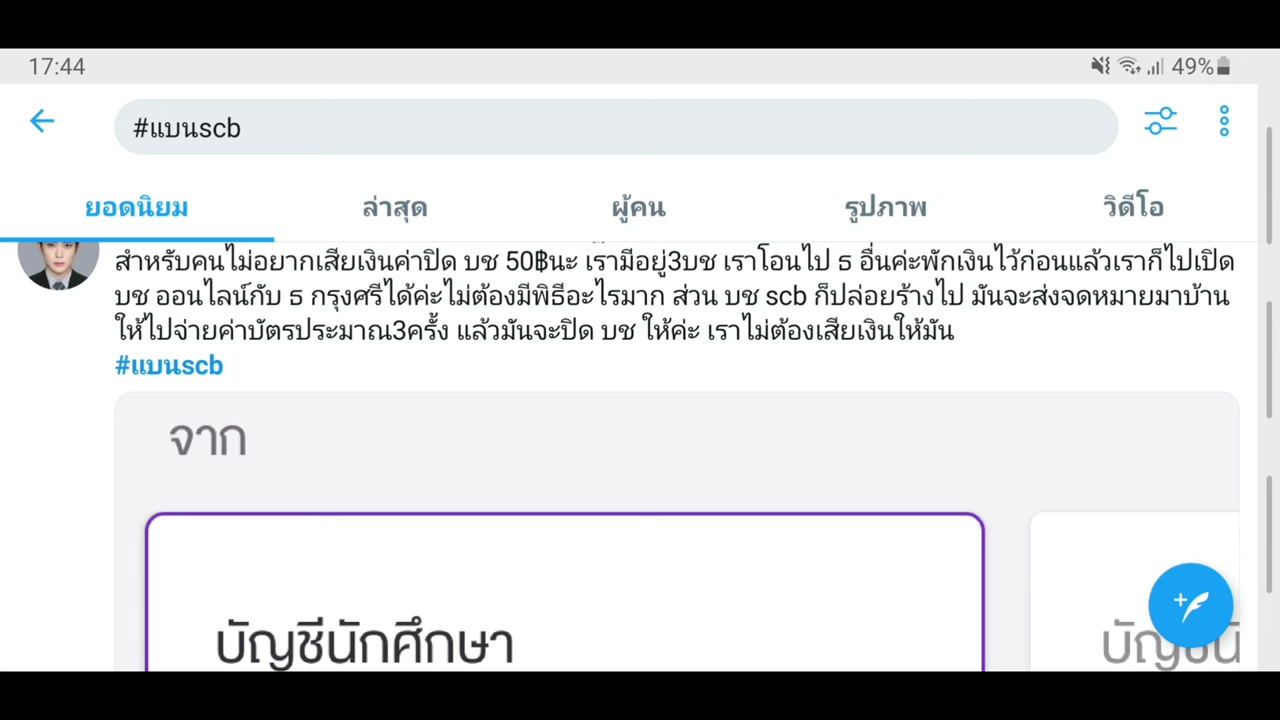 17:44
49%
#แบนscb
ยอดนิยม
ล่าสุด
ผู้คน
รูปภาพ
วิดีโอ
สำหรับคนไม่อยากเสียเงินค่าปิด บช 50฿นะ เรามีอยู่3บช เราโอนไป ธ อื่นค่ะพักเงินไว้ก่อนแล้วเราก็ไปเปิด
บช ออนไลน์กับ ธ กรุงศรีได้ค่ะไม่ต้องมีพิธีอะไรมาก ส่วน บช scb ก็ปล่อยร้างไป มันจะส่งจดหมายมาบ้าน
ให้ไปจ่ายค่าบัตรประมาณ3ครั้ง แล้วมันจะปิด บช ให้ค่ะ เราไม่ต้องเสียเงินให้มัน
#แบนscb
จาก
บัญชีนักศึกษา